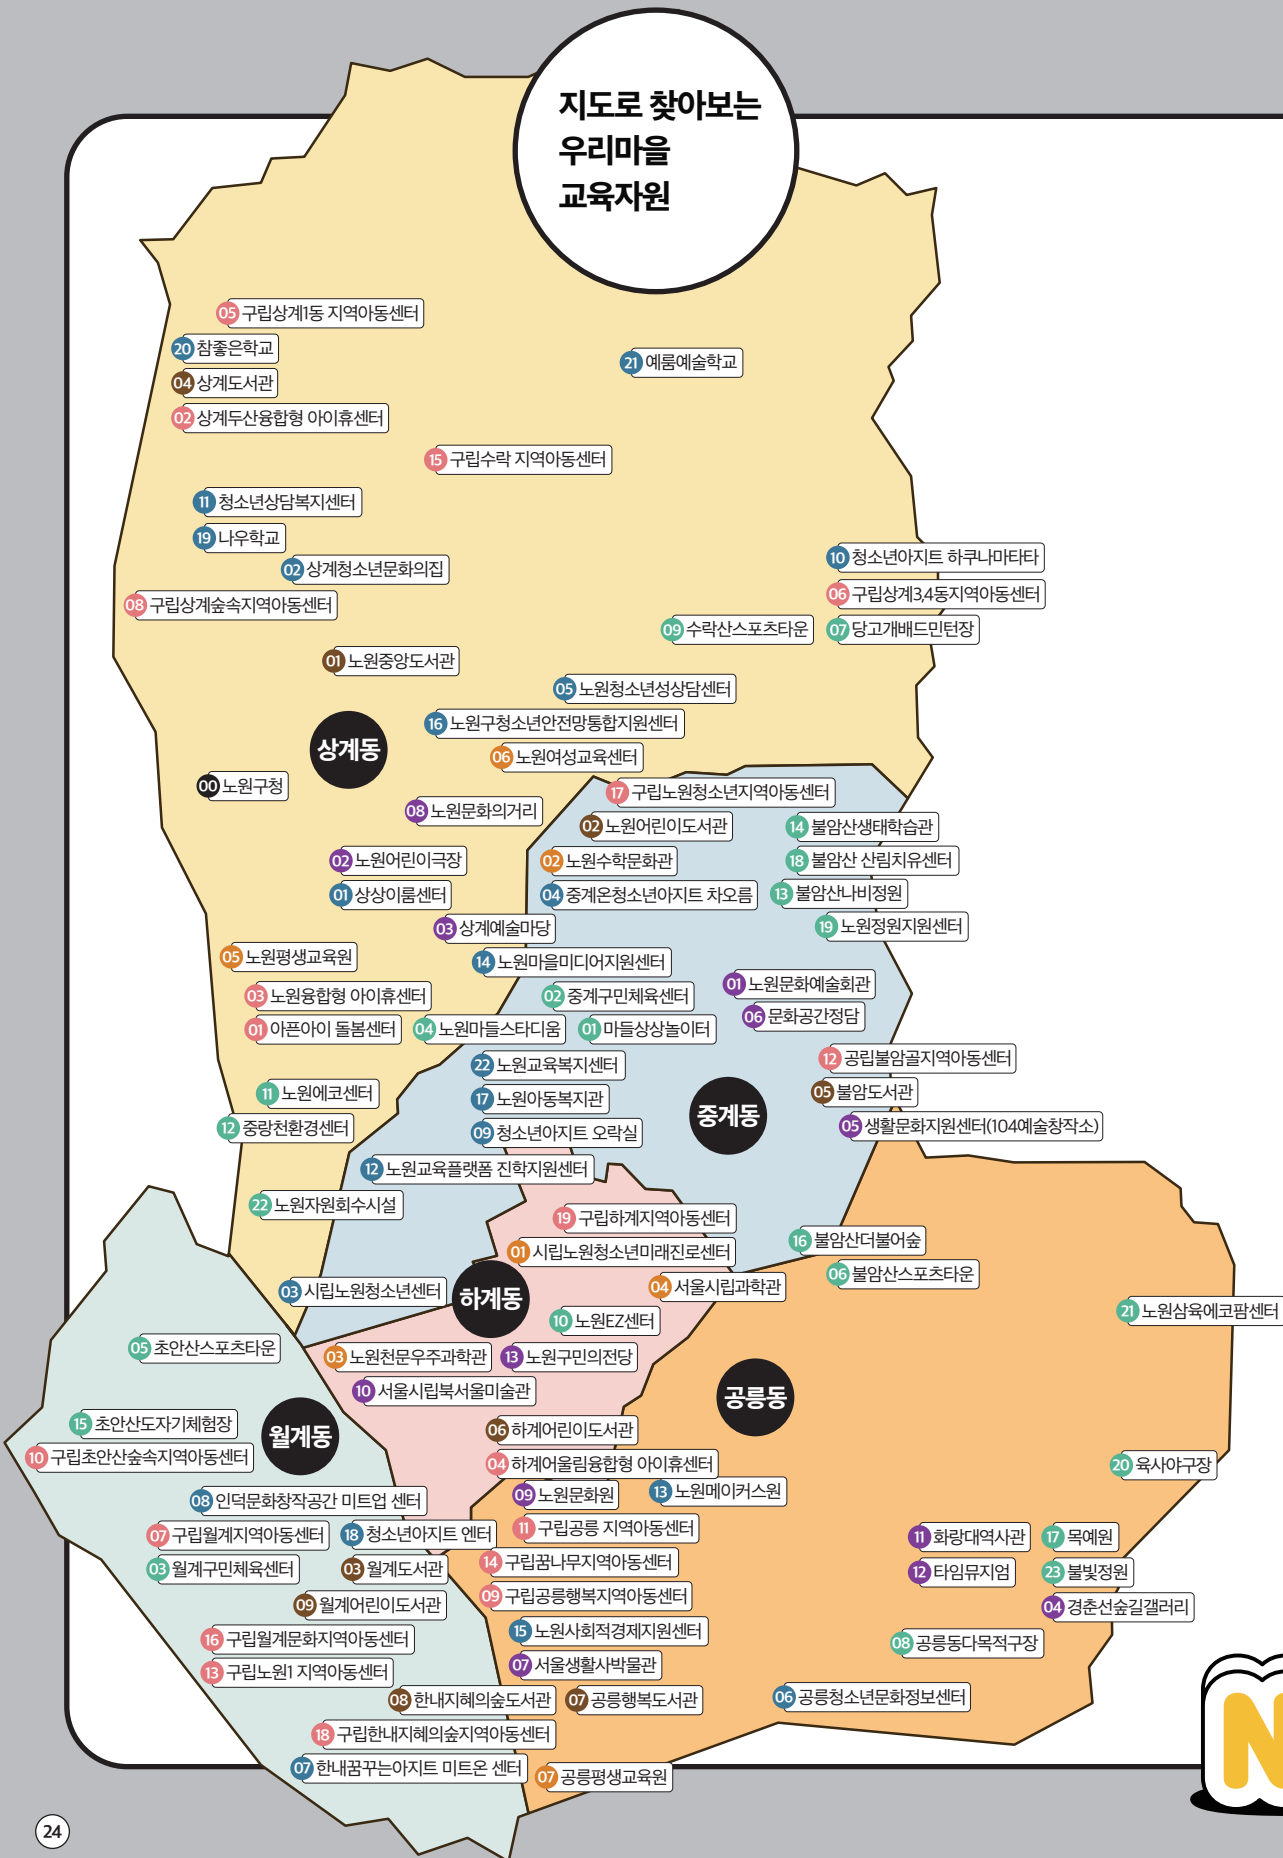 지도로 찾아보는
우리마을
교육자원
05 구립상계1동 지역아동센터
20 참좋은학교
21 예룸예술학교
04 상계도서관
02 상계두산융합형 아이휴센터
15 구립수락 지역아동센터
11 청소년상담복지센터
19 나우학교
10 청소년아지트 하쿠나마타타
02 상계청소년문화의집
06 구립상계3,4동지역아동센터
08 구립상계숲속지역아동센터
09 수락산스포츠타운
07 당고개배드민턴장
01 노원중앙도서관
05 노원청소년성상담센터
16 노원구청소년안전망통합지원센터
상계동
06 노원여성교육센터
00 노원구청
17 구립노원청소년지역아동센터
08 노원문화의거리
02 노원어린이도서관
14 불암산생태학습관
02 노원어린이극장
02 노원수학문화관
18 불암산 산림치유센터
01 상상이룸센터
04 중계온청소년아지트 차오름
13 불암산나비정원
03 상계예술마당
19 노원정원지원센터
05 노원평생교육원
14 노원마을미디어지원센터
01 노원문화예술회관
03 노원융합형 아이휴센터
02 중계구민체육센터
06 문화공간정담
01 아픈아이 돌봄센터
04 노원마들스타디움
01 마들상상놀이터
22 노원교육복지센터
12 공립불암골지역아동센터
11 노원에코센터
17 노원아동복지관
05 불암도서관
중계동
12 중랑천환경센터
09 청소년아지트 오락실
05 생활문화지원센터(104예술창작소)
12 노원교육플랫폼 진학지원센터
22 노원자원회수시설
19 구립하계지역아동센터
01 시립노원청소년미래진로센터
16 불암산더불어숲
03 시립노원청소년센터
하계동
04 서울시립과학관
06 불암산스포츠타운
10 노원EZ센터
21 노원삼육에코팜센터
05 초안산스포츠타운
03 노원천문우주과학관
13 노원구민의전당
10 서울시립북서울미술관
공릉동
15 초안산도자기체험장
월계동
06 하계어린이도서관
10 구립초안산숲속지역아동센터
04 하계어울림융합형 아이휴센터
20 육사야구장
08 인덕문화창작공간 미트업 센터
09 노원문화원
13 노원메이커스원
07 구립월계지역아동센터
18 청소년아지트 엔터
11 구립공릉 지역아동센터
11 화랑대역사관
17 목예원
03 월계구민체육센터
03 월계도서관
14 구립꿈나무지역아동센터
12 타임뮤지엄
23 불빛정원
09 월계어린이도서관
09 구립공릉행복지역아동센터
04 경춘선숲길갤러리
16 구립월계문화지역아동센터
15 노원사회적경제지원센터
08 공릉동다목적구장
13 구립노원1 지역아동센터
07 서울생활사박물관
08 한내지혜의숲도서관
07 공릉행복도서관
06 공릉청소년문화정보센터
18 구립한내지혜의숲지역아동센터
07 한내꿈꾸는아지트 미트온 센터
07 공릉평생교육원
N
24